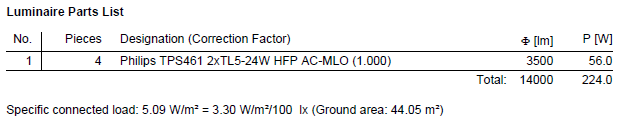 Luminaire Parts List
No. Pieces Designation (Correction Factor) Φ [lm] P [W]
1 4 Philips TPS461 2xTL5-24W HFP AC-MLO (1.000) 3500 56.0
Total: 14000 224.0
Specific connected load: 5.09 W/m² = 3.30 W/m²/100 lx (Ground area: 44.05 m²)